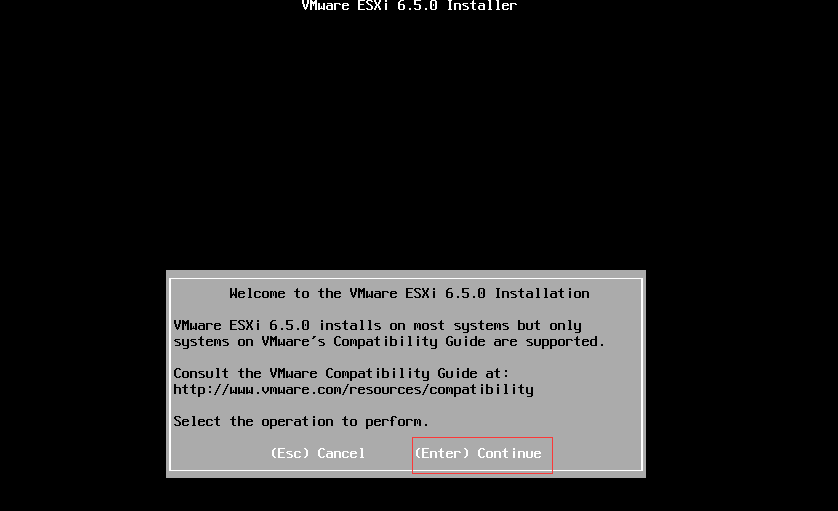 VMware ESXi 6.5.0 Installer
Welcome to the VMware ESXi 6.5.0 Installation
VMware ESXi 6.5.0 installs on most systems but only
systems on VMware's Compatibility Guide are supported.
Consult the VMware Compatibility Guide at:
http://www.vmware.com/resources/compatibility
Select the operation to perform.
(Esc) Cancel (Enter) Continue